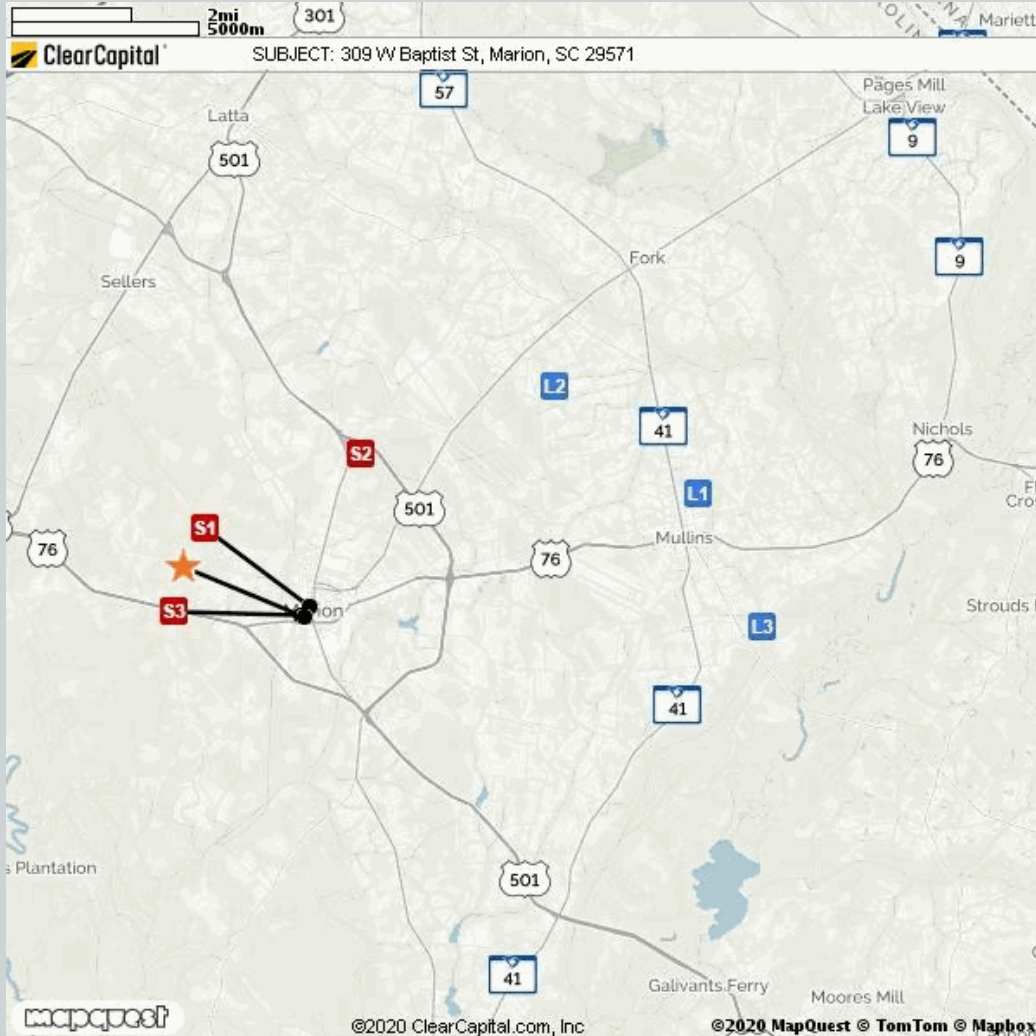 2mi
5000m
301
Mariett
ClearCapital
SUBJECT: 309 W Baptist St, Marion, SC 29571
57
Pages Mill
Lake View
9
Latta
501
9
Fork
Sellers
L2
41
Nichols
S2
76
L1
501
S1
76
76
Mullins
S3
Strouds
L3
41
s Plantation
501
41
Galivants Ferry
Moores Mill
mapquest
©2020 ClearCapital.com, Inc
©2020 MapQuest © TomTom © Mapbox